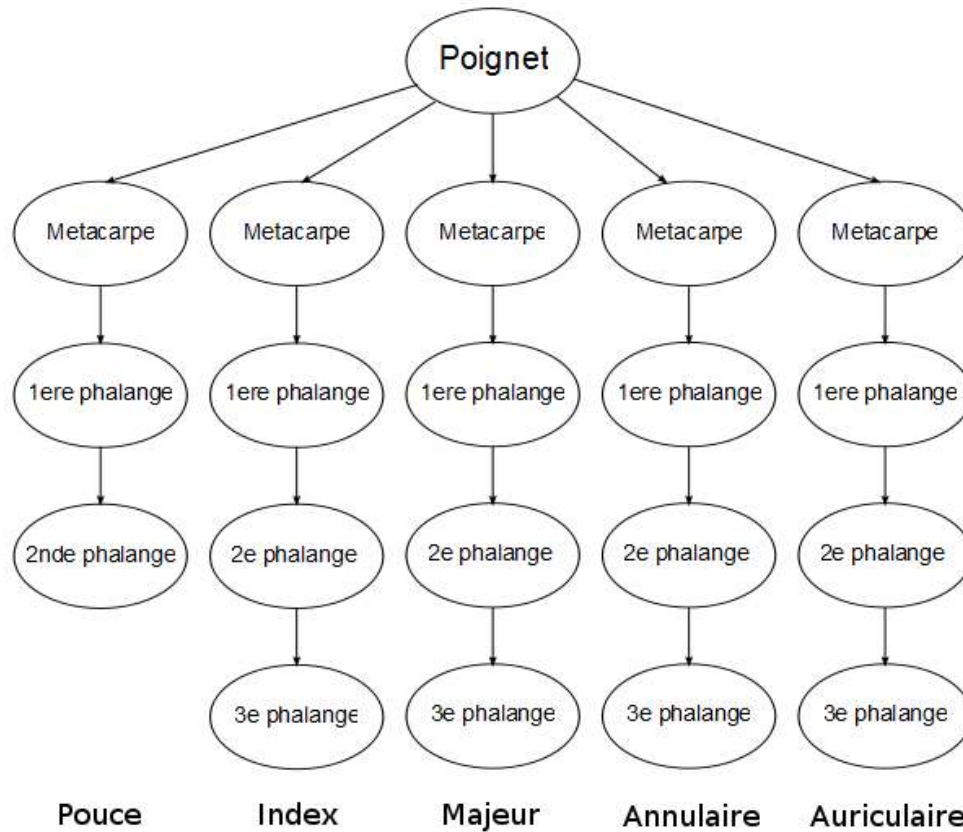 Poignet
Metacarpe Metacarpe Metacarpe Metacarpe Metacarpe
1ere phalange 1ere phalange 1ere phalange 1ere phalange 1ere phalange
2nde phalange 2e phalange 2e phalange 2e phalange 2e phalange
3e phalange 3e phalange 3e phalange 3e phalange
Pouce Index Majeur Annulaire Auriculaire